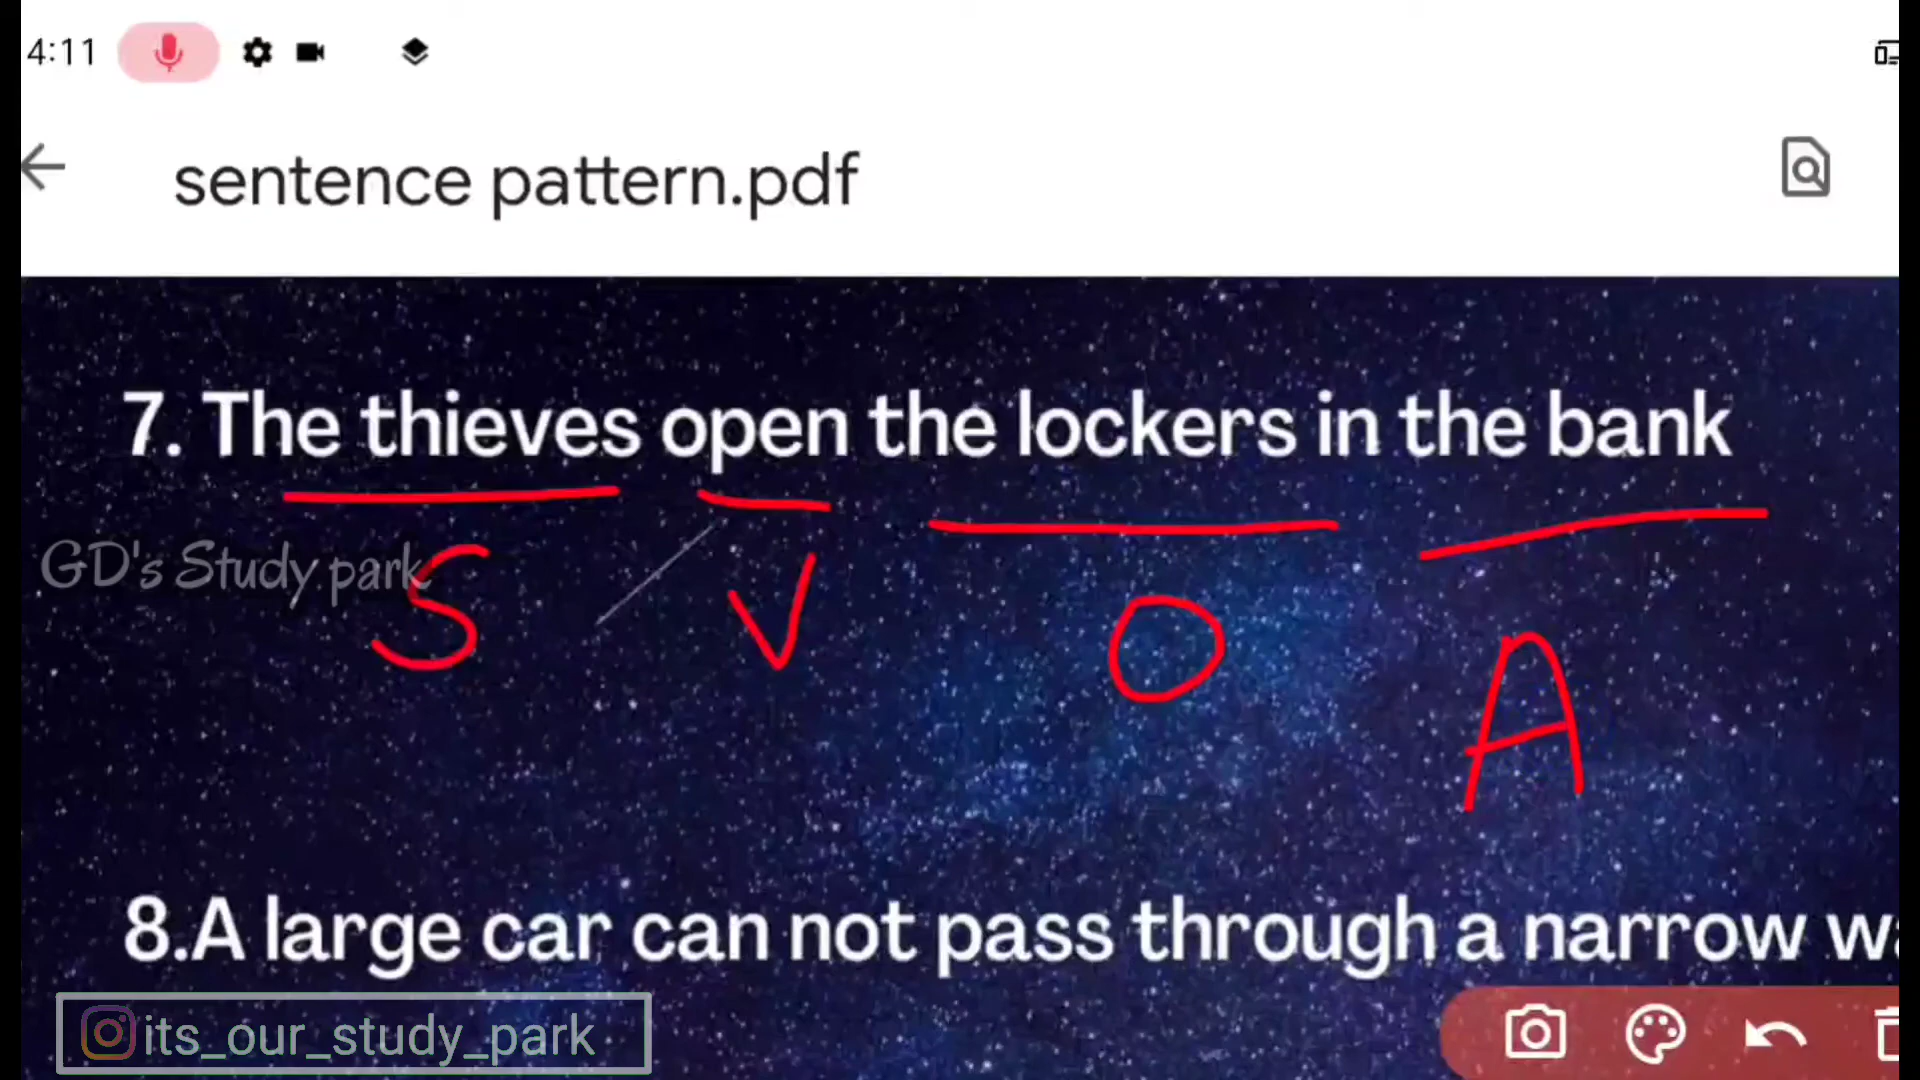 4:11
sentence pattern.pdf
7. The thieves open the lockers in the bank
GD's Study park
S V O A
8.A large car can not pass through a narrow
its_our_study_park